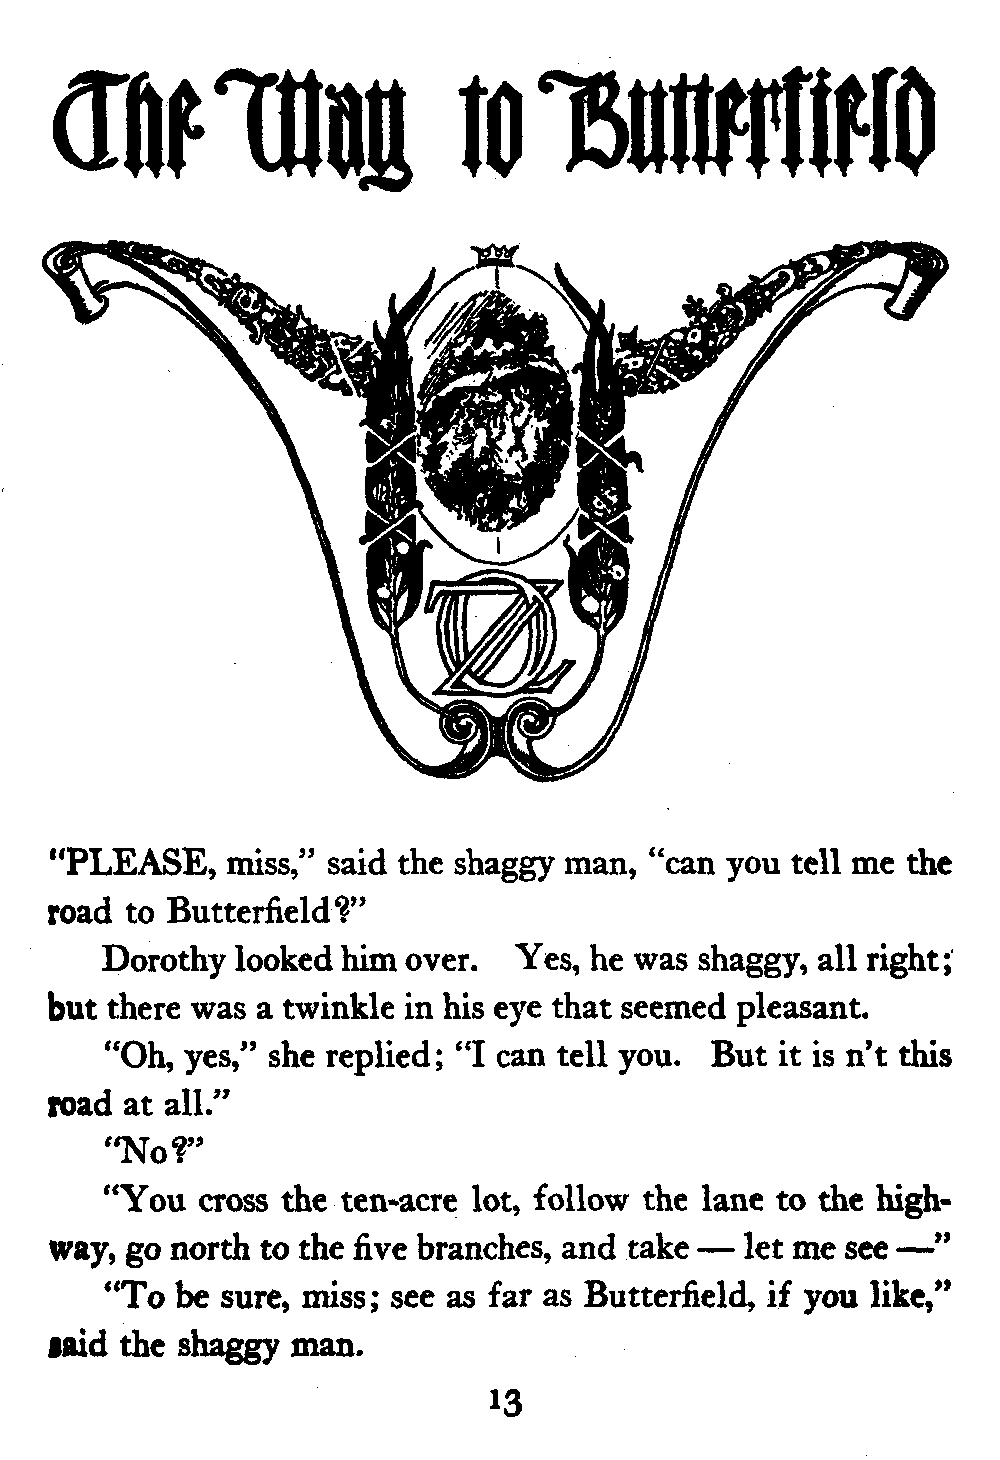 The Way to Butterfield
OZ
“PLEASE, miss,” said the shaggy man, “can you tell me the
road to Butterfield?”
Dorothy looked him over. Yes, he was shaggy, all right;
but there was a twinkle in his eye that seemed pleasant.
“Oh, yes,” she replied; “I can tell you. But it is n’t this
road at all.”
“No?”
“You cross the ten-acre lot, follow the lane to the high-
way, go north to the five branches, and take — let me see —”
“To be sure, miss; see as far as Butterfield, if you like,”
said the shaggy man.
13